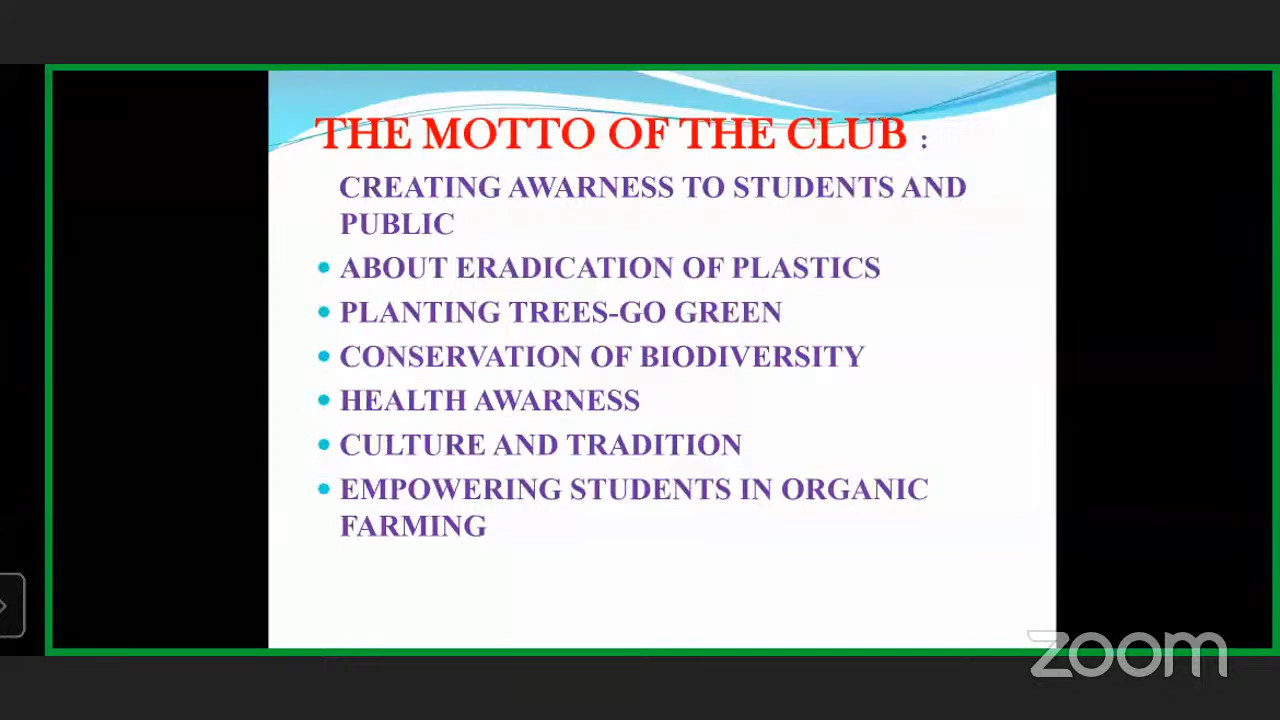 THE MOTTO OF THE CLUB :
CREATING AWARNESS TO STUDENTS AND
PUBLIC
• ABOUT ERADICATION OF PLASTICS
• PLANTING TREES-GO GREEN
• CONSERVATION OF BIODIVERSITY
• HEALTH AWARNESS
• CULTURE AND TRADITION
• EMPOWERING STUDENTS IN ORGANIC
FARMING
zoom